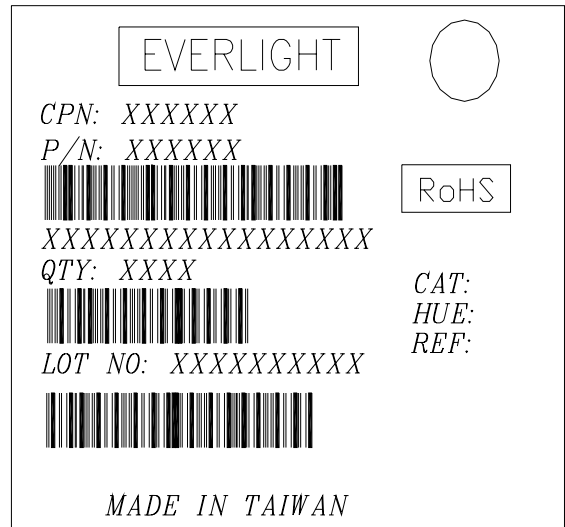 EVERLIGHT
CPN: XXXXXX
P/N: XXXXXX
RoHS
XXXXXXXXXXXXXXXXX
QTY: XXXX
CAT:
HUE:
REF:
LOT NO: XXXXXXXXXX
MADE IN TAIWAN